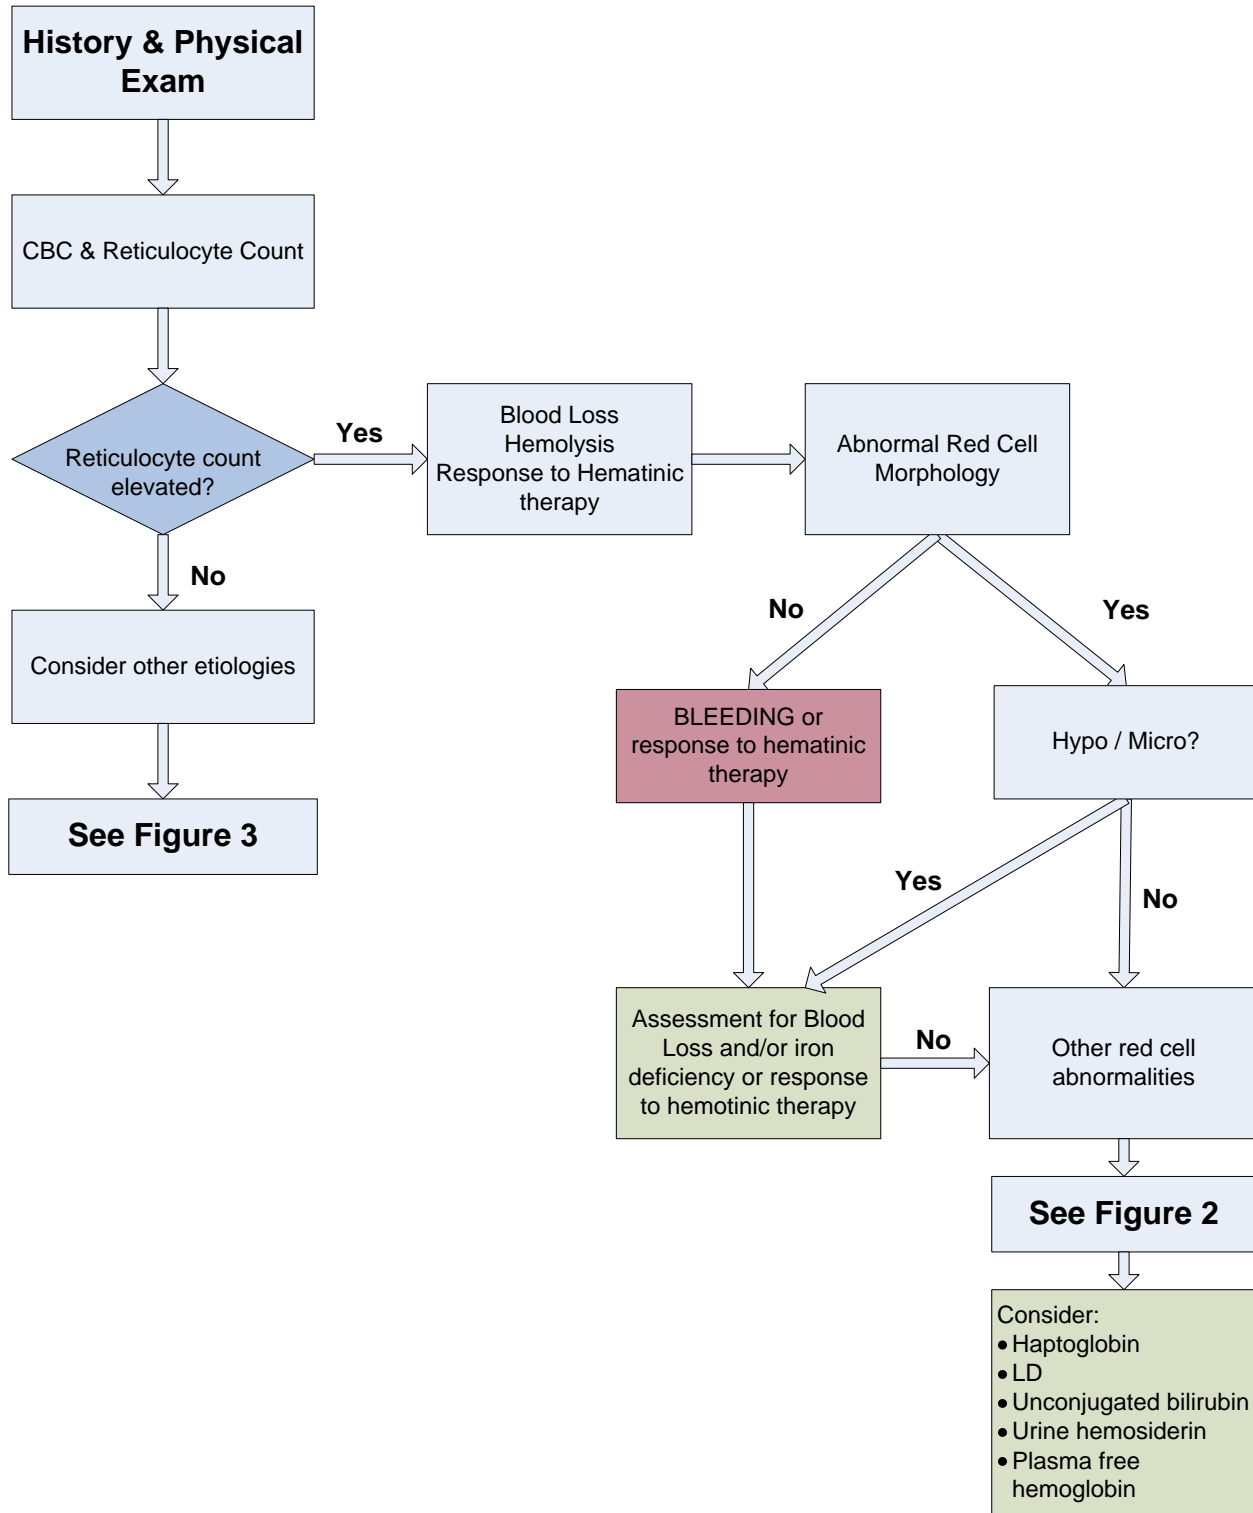 History & Physical
Exam
CBC & Reticulocyte Count
Reticulocyte count
elevated?
Yes
Blood Loss
Hemolysis
Response to Hematinic
therapy
Abnormal Red Cell
Morphology
No
Consider other etiologies
See Figure 3
No
Yes
BLEEDING or
response to hematinic
therapy
Hypo / Micro?
Yes
No
Assessment for Blood
Loss and/or iron
deficiency or response
to hemotinic therapy
No
Other red cell
abnormalities
See Figure 2
Consider:
• Haptoglobin
• LD
• Unconjugated bilirubin
• Urine hemosiderin
• Plasma free
hemoglobin